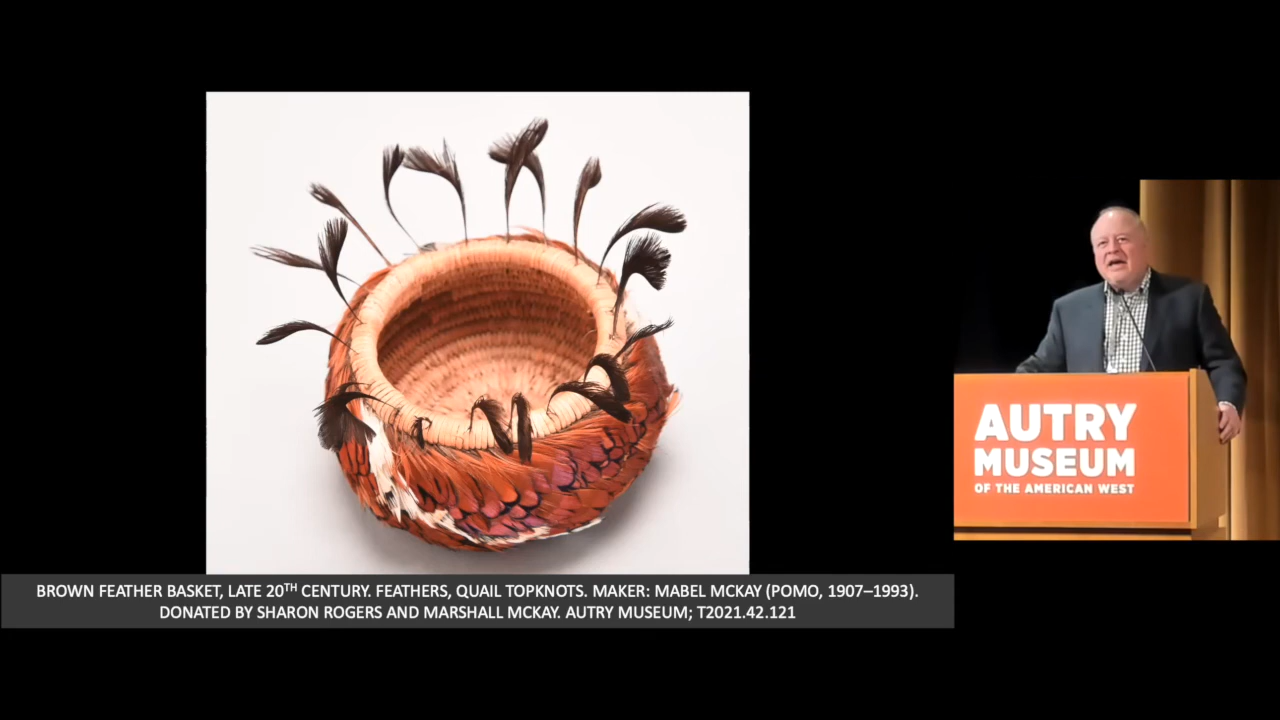 AUTRY
MUSEUM
OF THE AMERICAN WEST
BROWN FEATHER BASKET, LATE 20TH CENTURY. FEATHERS, QUAIL TOPKNOTS. MAKER: MABEL MCKAY (POMO, 1907–1993).
DONATED BY SHARON ROGERS AND MARSHALL MCKAY. AUTRY MUSEUM; T2021.42.121